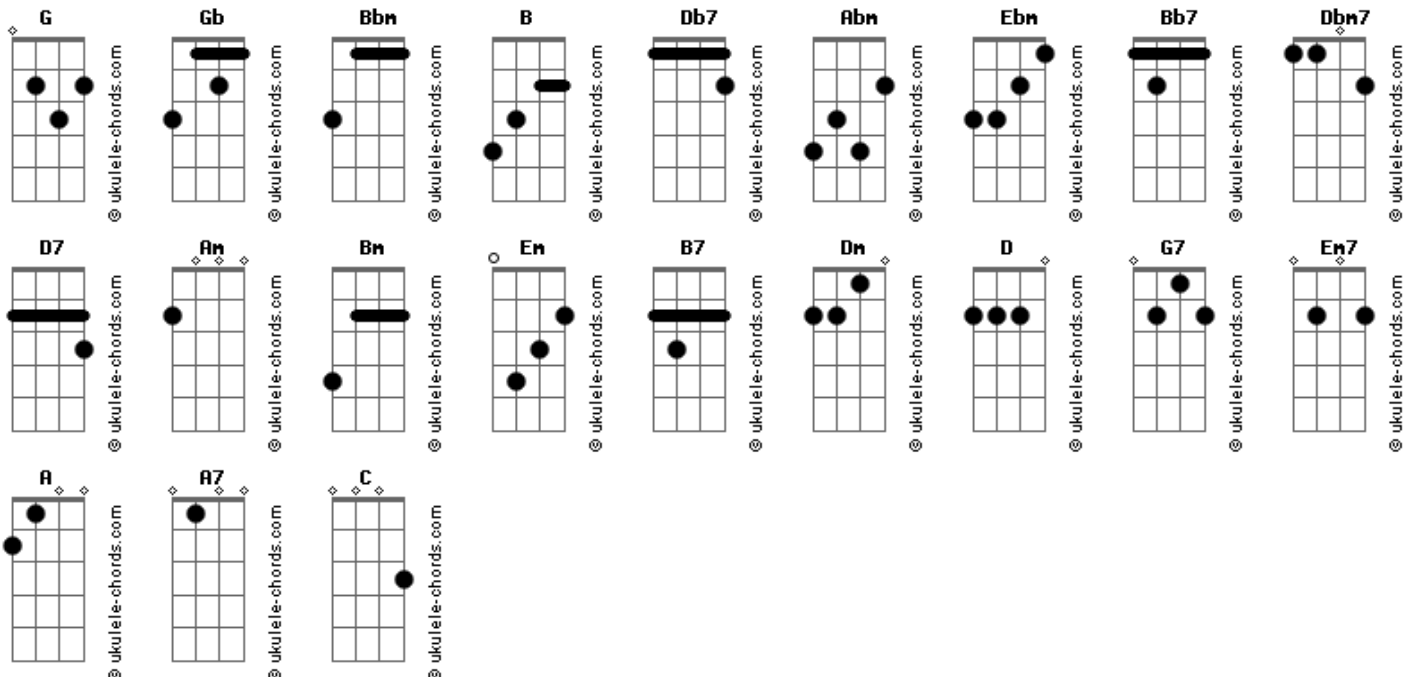 G Gb Bbm B Db7 Abm Ebm Bb7 Dbm7
© ukulele-chords.com © ukulele-chords.com © ukulele-chords.com © ukulele-chords.com © ukulele-chords.com © ukulele-chords.com © ukulele-chords.com © ukulele-chords.com © ukulele-chords.com
D7 Am Bm Em B7 Dm D G7 Em7
© ukulele-chords.com © ukulele-chords.com © ukulele-chords.com © ukulele-chords.com © ukulele-chords.com © ukulele-chords.com © ukulele-chords.com © ukulele-chords.com © ukulele-chords.com
A A7 C
© ukulele-chords.com © ukulele-chords.com © ukulele-chords.com